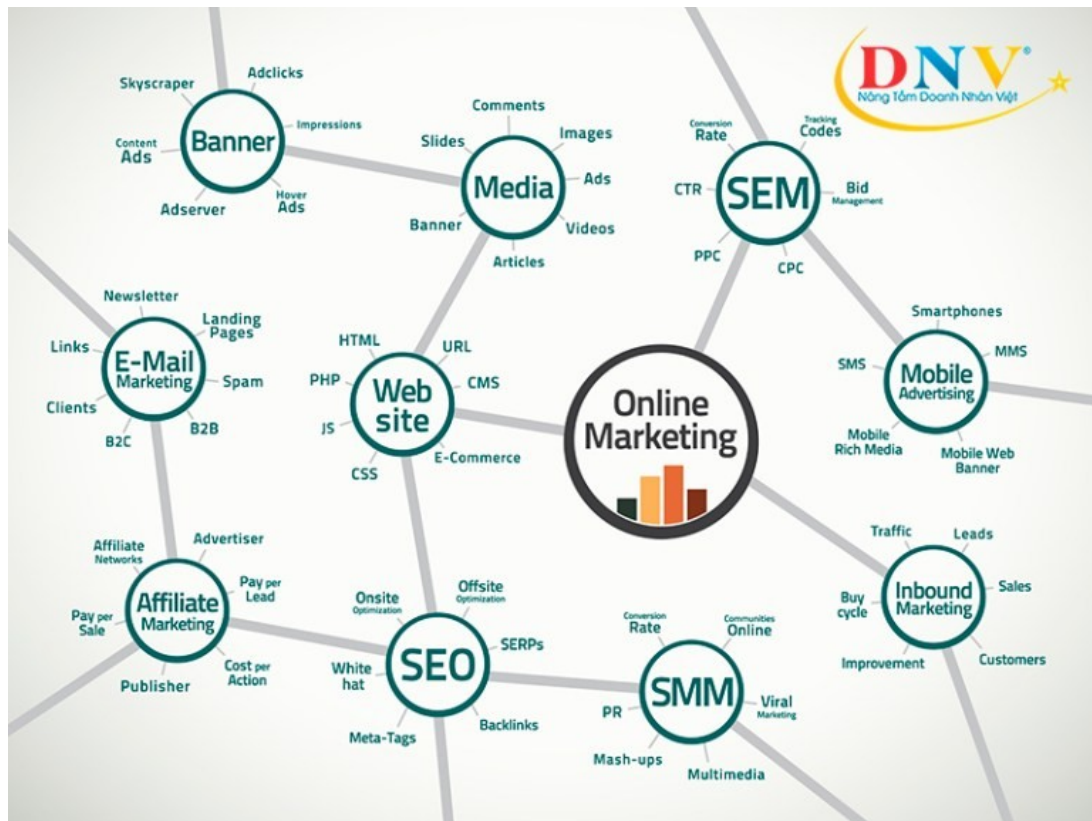 DNV®
Nâng Tầm Doanh Nhân Việt
Skyscraper
Adclicks
Impressions
Content
Ads
Adserver
Hover
Ads
Banner
Comments
Slides
Images
Ads
Videos
Banner
Articles
Media
Conversion
Rate
Tracking
Codes
CTR
Bid
Management
PPC
CPC
SEM
Newsletter
Landing
Pages
Links
Spam
Clients
B2C
B2B
E-Mail
Marketing
HTML
URL
PHP
CMS
JS
CSS
E-Commerce
Web
site
Online
Marketing
Smartphones
SMS
MMS
Mobile
Rich Media
Mobile Web
Banner
Mobile
Advertising
Affiliate
Networks
Advertiser
Pay per
Lead
Pay per
Sale
Cost per
Action
Publisher
Affiliate
Marketing
Onsite
Optimization
Offsite
Optimization
SERPs
White
hat
Meta-Tags
Backlinks
SEO
Conversion
Rate
Communities
Online
PR
Viral
Marketing
Mash-ups
Multimedia
SMM
Traffic
Leads
Buy
cycle
Sales
Improvement
Customers
Inbound
Marketing